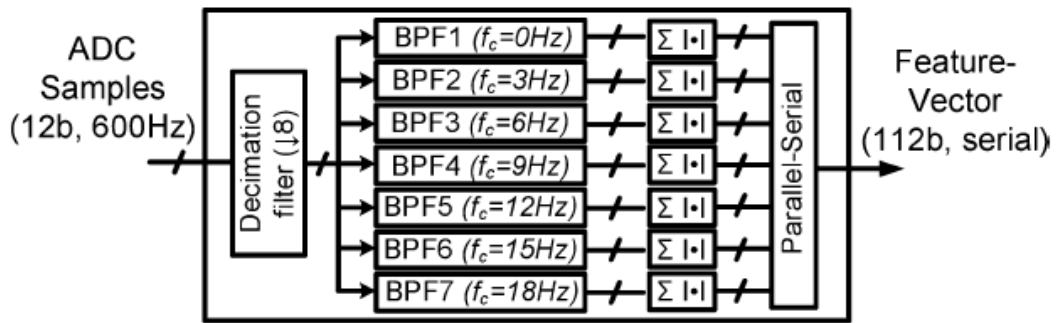 ADC
Samples
(12b, 600Hz)
Decimation
filter (↓8)
BPF1 (fc=0Hz)
BPF2 (fc=3Hz)
BPF3 (fc=6Hz)
BPF4 (fc=9Hz)
BPF5 (fc=12Hz)
BPF6 (fc=15Hz)
BPF7 (fc=18Hz)
Σ |•|
Σ |•|
Σ |•|
Σ |•|
Σ |•|
Σ |•|
Σ |•|
Parallel-Serial
Feature-
Vector
(112b, serial)